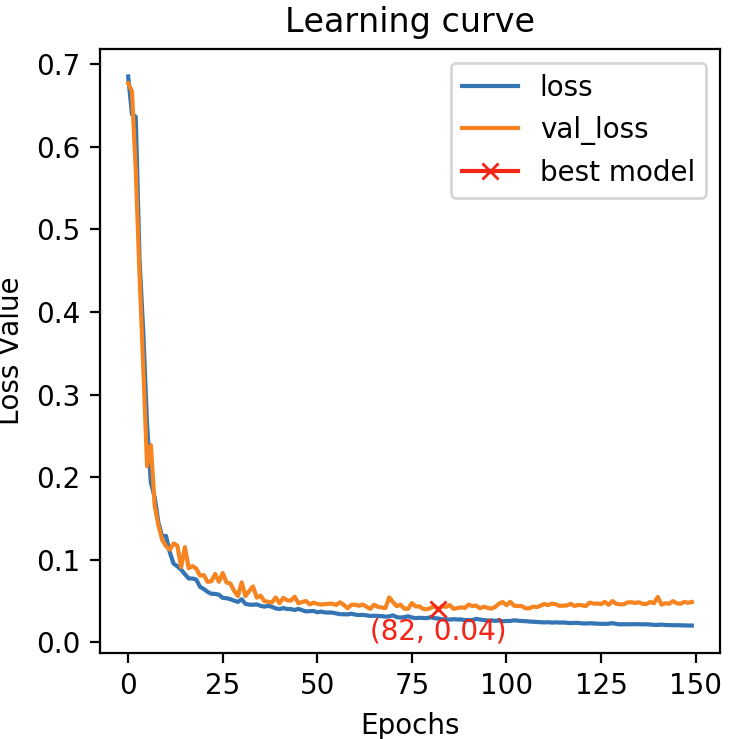 Learning curve
loss
val_loss
best model
0.7
0.6
0.5
0.4
0.3
0.2
0.1
0.0
Loss Value
(82, 0.04)
0 25 50 75 100 125 150
Epochs